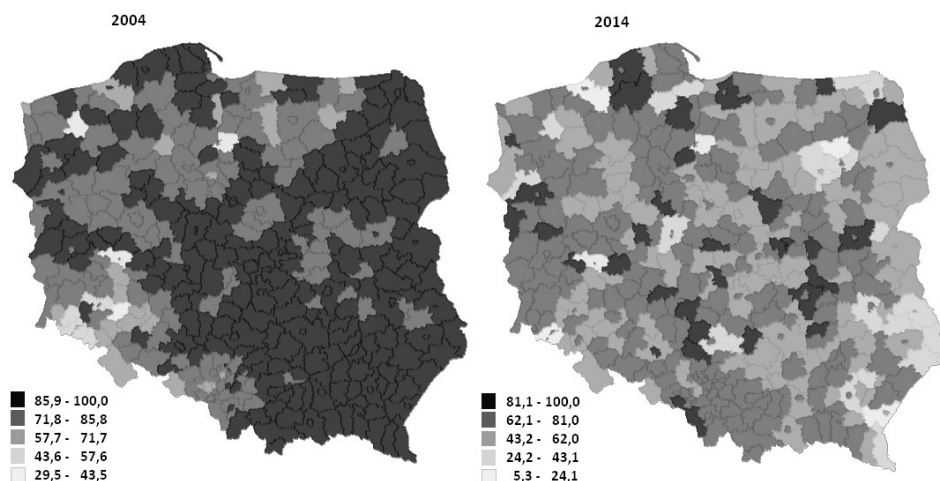 2004
2014
85,9 - 100,0
71,8 - 85,8
57,7 - 71,7
43,6 - 57,6
29,5 - 43,5
81,1 - 100,0
62,1 - 81,0
43,2 - 62,0
24,2 - 43,1
5,3 - 24,1